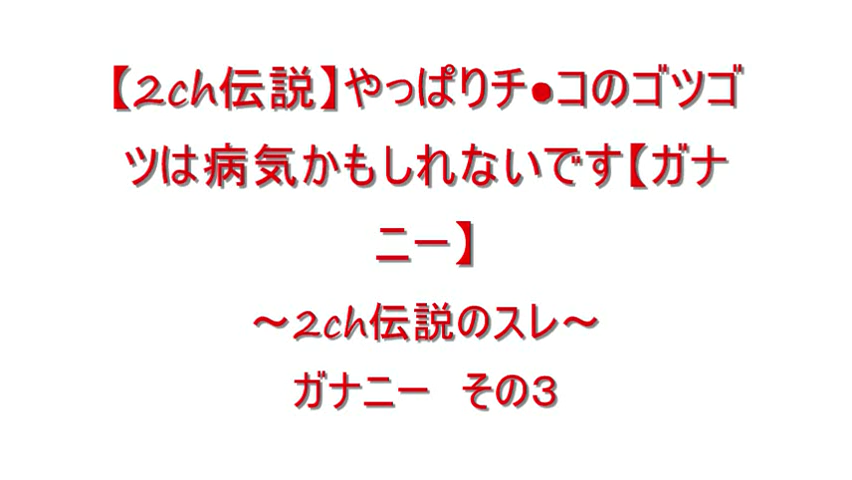 【2ch伝説】やっぱりチ●コのゴツゴ
ツは病気かもしれないです【ガナ
ニー】
～2ch伝説のスレ～
ガナニー　その３